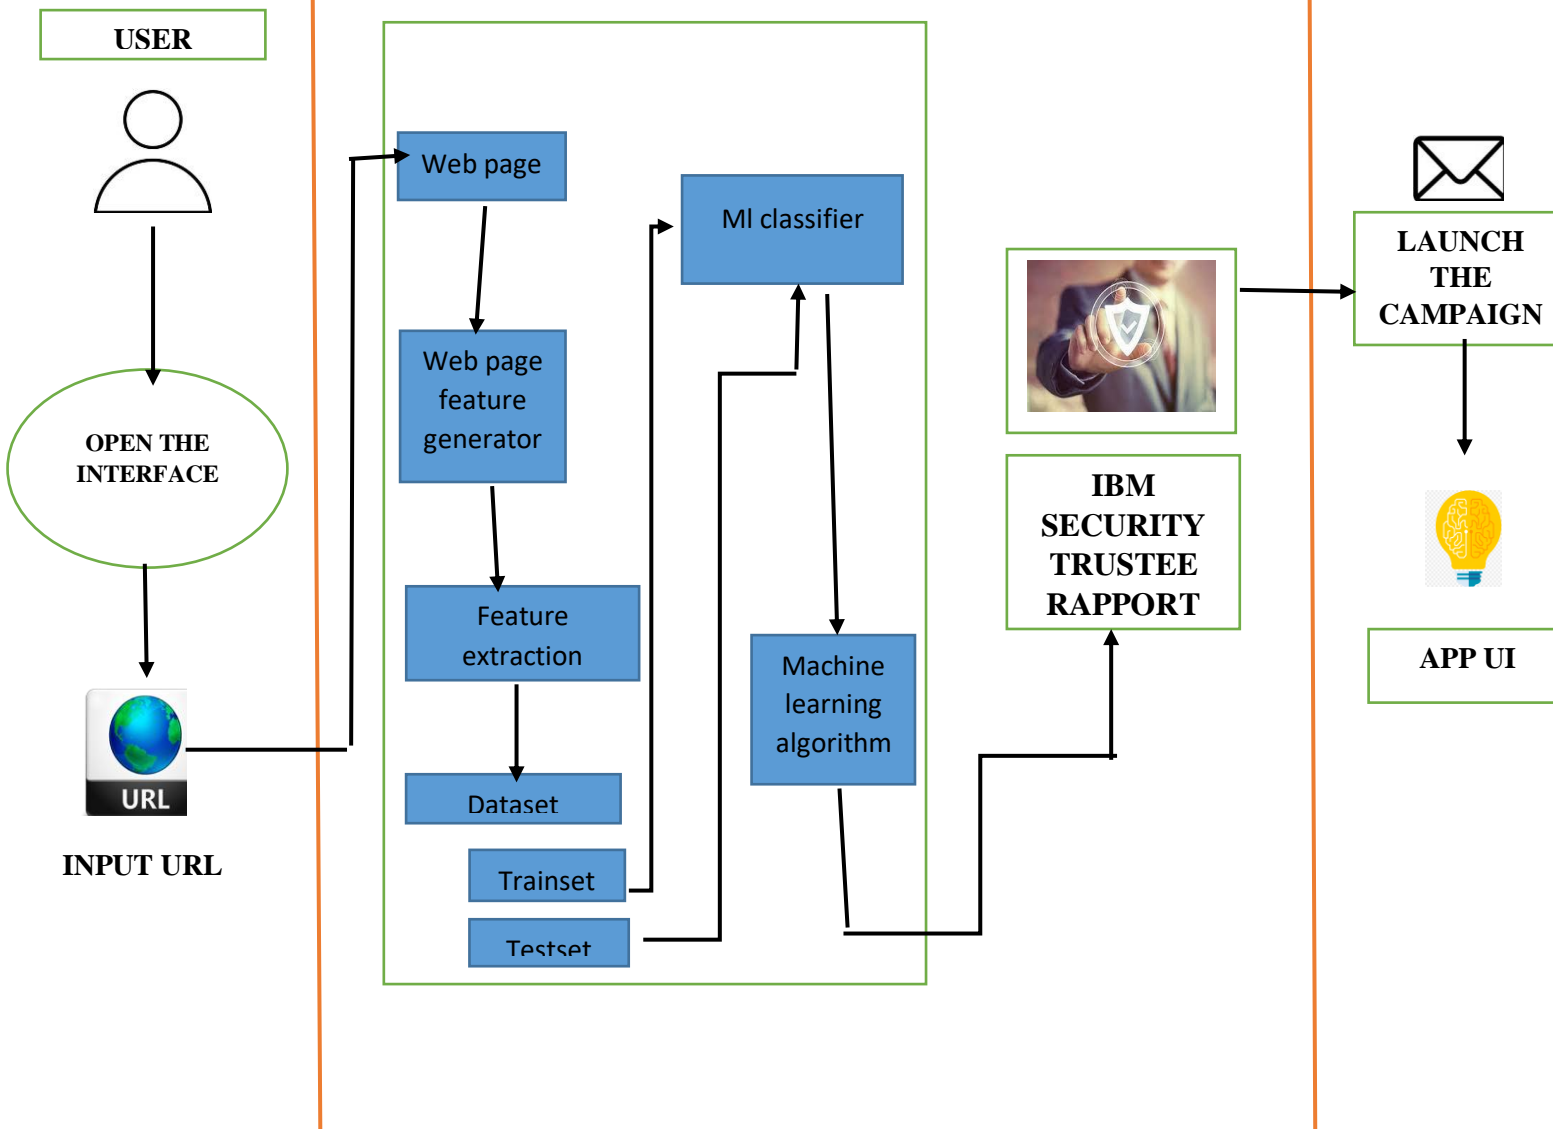 USER
OPEN THE
INTERFACE
URL
INPUT URL
Web page
Web page
feature
generator
Feature
extraction
Dataset
Trainset
Testset
Ml classifier
Machine
learning
algorithm
IBM
SECURITY
TRUSTEE
RAPPORT
LAUNCH
THE
CAMPAIGN
APP UI